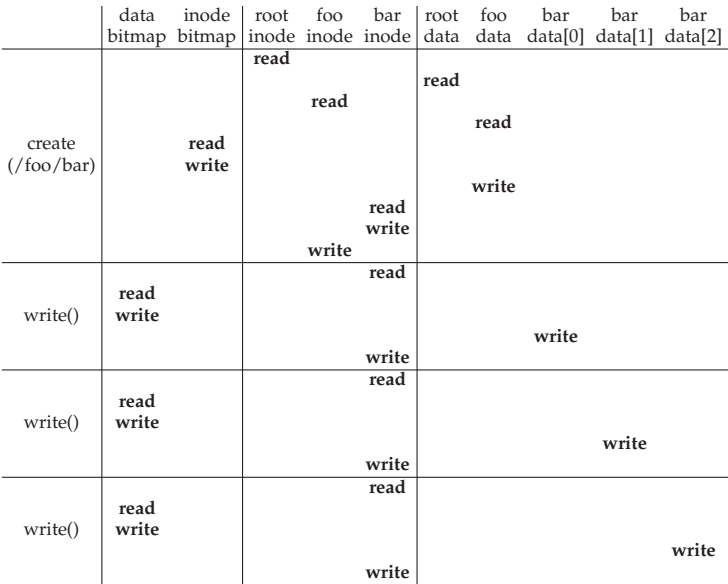 data inode root foo bar root foo bar bar bar
bitmap bitmap inode inode inode data data data[0] data[1] data[2]
read
read
read
read
create read
(/foo/bar) write
write
read
write
write
read
read
write() write
write
write
read
read
write() write
write
write
read
read
write() write
write
write